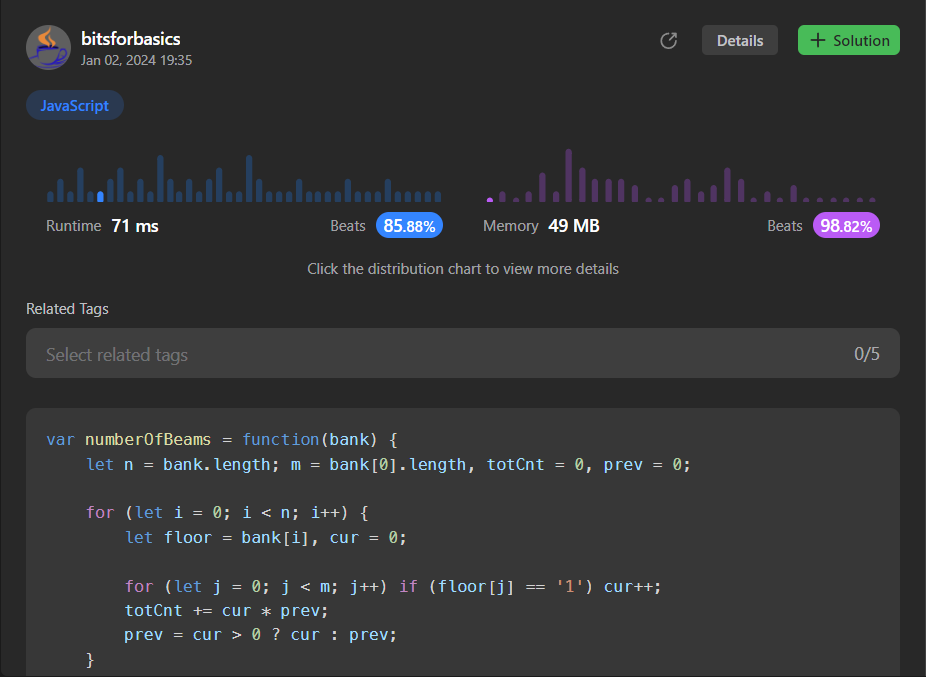 bitsforbasics
Jan 02, 2024 19:35
Details
+ Solution
JavaScript
Runtime 71 ms Beats 85.88%
Memory 49 MB Beats 98.82%
Click the distribution chart to view more details
Related Tags
Select related tags 0/5
var numberOfBeams = function(bank) {
    let n = bank.length; m = bank[0].length, totCnt = 0, prev = 0;
    for (let i = 0; i < n; i++) {
        let floor = bank[i], cur = 0;
        for (let j = 0; j < m; j++) if (floor[j] == '1') cur++;
        totCnt += cur * prev;
        prev = cur > 0 ? cur : prev;
    }